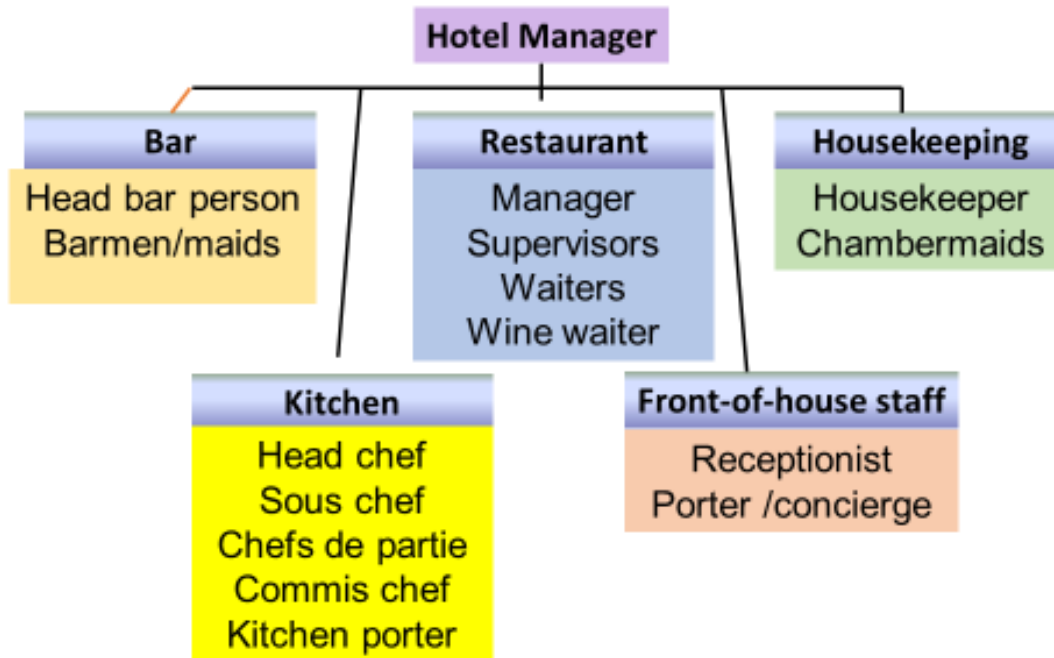 Hotel Manager
Bar
Head bar person
Barmen/maids
Restaurant
Manager
Supervisors
Waiters
Wine waiter
Housekeeping
Housekeeper
Chambermaids
Kitchen
Head chef
Sous chef
Chefs de partie
Commis chef
Kitchen porter
Front-of-house staff
Receptionist
Porter /concierge